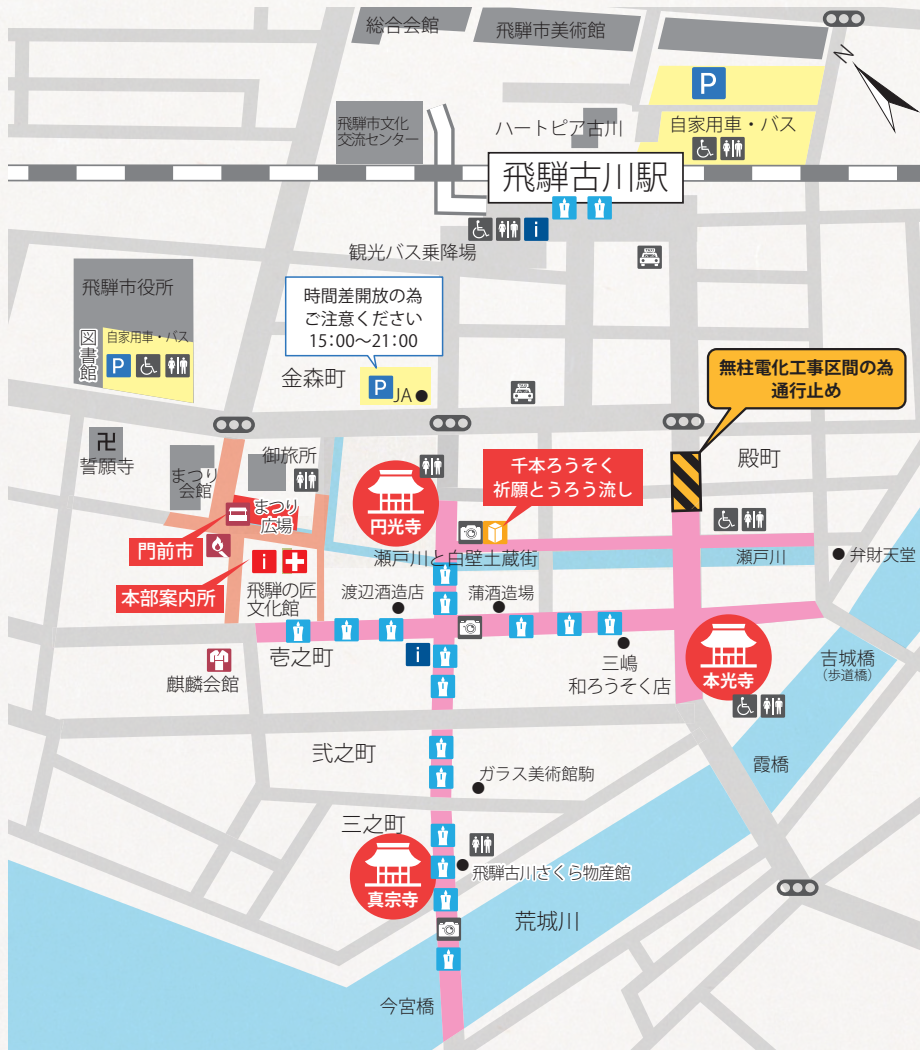 総合会館
飛騨市美術館
N
P
飛騨市文化
交流センター
ハートピア古川
自家用車・バス
飛騨古川駅
i
観光バス乗降場
TAXI
飛騨市役所
図書館
自家用車・バス
P
時間差開放の為
ご注意ください
15:00〜21:00
金森町
P
JA
TAXI
無柱電化工事区間の為
通行止め
殿町
卍
誓願寺
まつり
会館
御旅所
まつり
広場
門前市
円光寺
千本ろうそく
祈願とうろう流し
瀬戸川と白壁土蔵街
瀬戸川
弁財天堂
i
本部案内所
飛騨の匠
文化館
渡辺酒造店
蒲酒造場
壱之町
i
三嶋
和ろうそく店
本光寺
吉城橋
(歩道橋)
麒麟会館
弐之町
霞橋
ガラス美術館駒
三之町
真宗寺
飛騨古川さくら物産館
荒城川
今宮橋